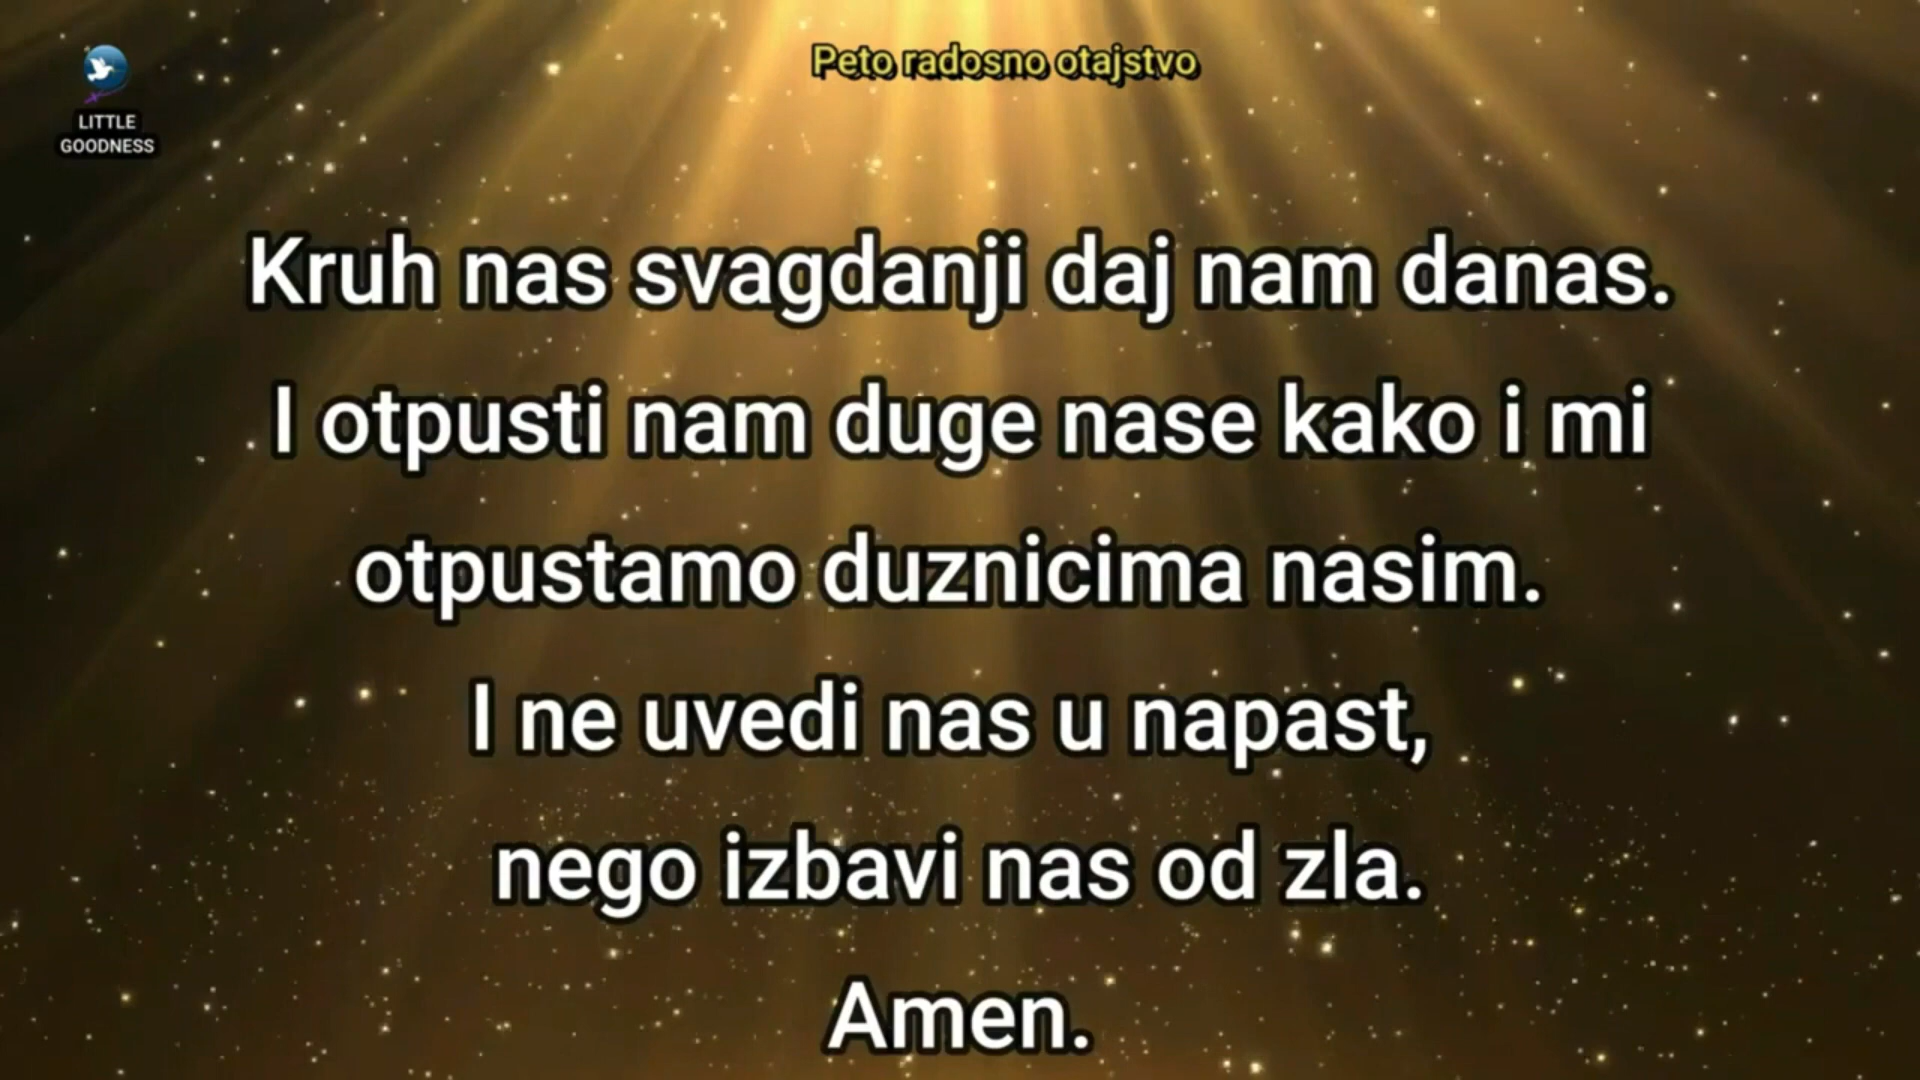 Peto radosno otajstvo
LITTLE
GOODNESS
Kruh nas svagdanji daj nam danas.
I otpusti nam duge nase kako i mi
otpustamo duznicima nasim.
I ne uvedi nas u napast,
nego izbavi nas od zla.
Amen.